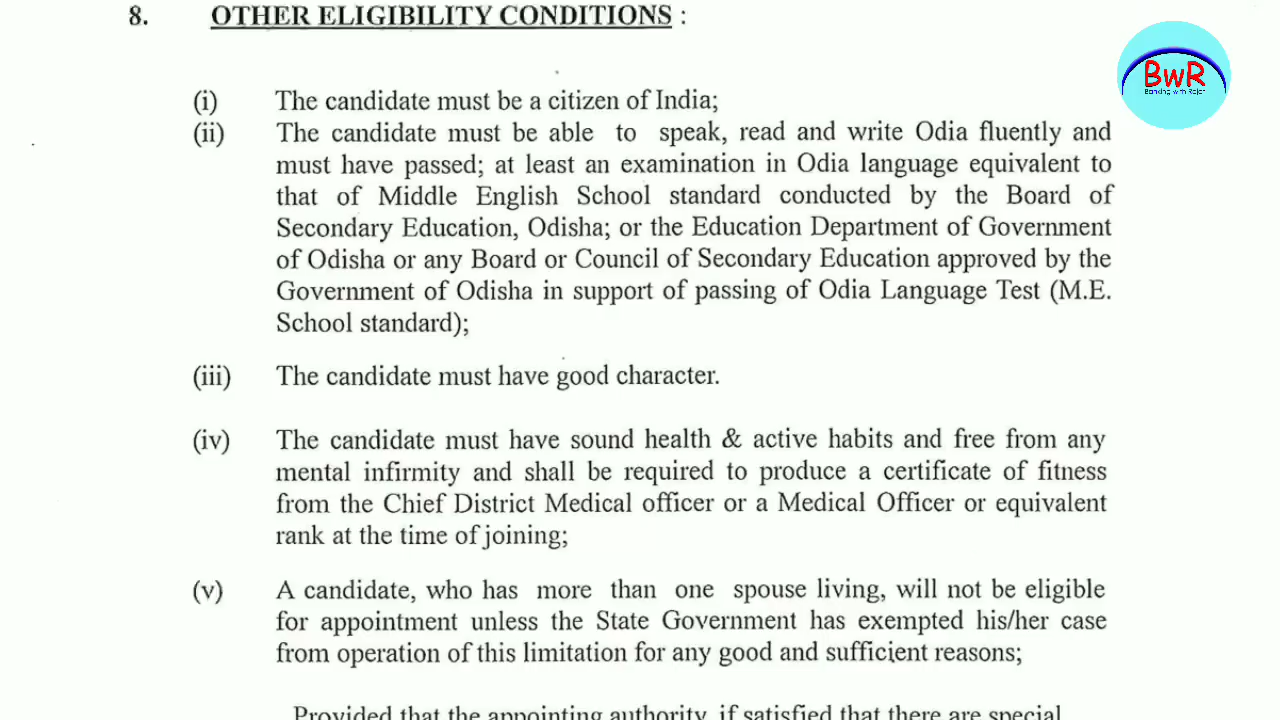 8. OTHER ELIGIBILITY CONDITIONS :
BwR
Banking with Rajat
(i) The candidate must be a citizen of India;
(ii) The candidate must be able to speak, read and write Odia fluently and
must have passed; at least an examination in Odia language equivalent to
that of Middle English School standard conducted by the Board of
Secondary Education, Odisha; or the Education Department of Government
of Odisha or any Board or Council of Secondary Education approved by the
Government of Odisha in support of passing of Odia Language Test (M.E.
School standard);
(iii) The candidate must have good character.
(iv) The candidate must have sound health & active habits and free from any
mental infirmity and shall be required to produce a certificate of fitness
from the Chief District Medical officer or a Medical Officer or equivalent
rank at the time of joining;
(v) A candidate, who has more than one spouse living, will not be eligible
for appointment unless the State Government has exempted his/her case
from operation of this limitation for any good and sufficient reasons;
Provided that the appointing authority, if satisfied that there are special